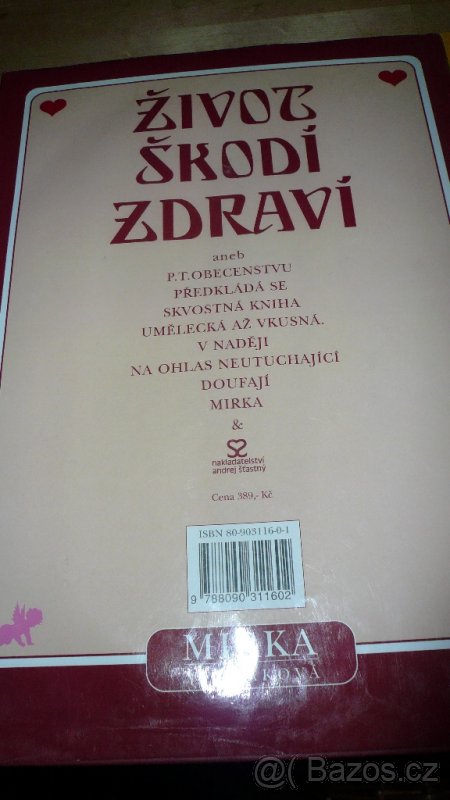 ŽIVOT
ŠKODÍ
ZDRAVÍ
aneb
P.T.OBECENSTVU
PŘEDKLÁDÁ SE
SKVOSTNÁ KNIHA
UMĚLECKÁ AŽ VKUSNÁ.
V NADĚJI
NA OHLAS NEUTUCHAJÍCÍ
DOUFAJÍ
MIRKA
&
nakladatelství
andrej šťastný
Cena 389,- Kč
ISBN 80-903116-0-1
9 788090 311602
MIRKA
@ Bazos.cz